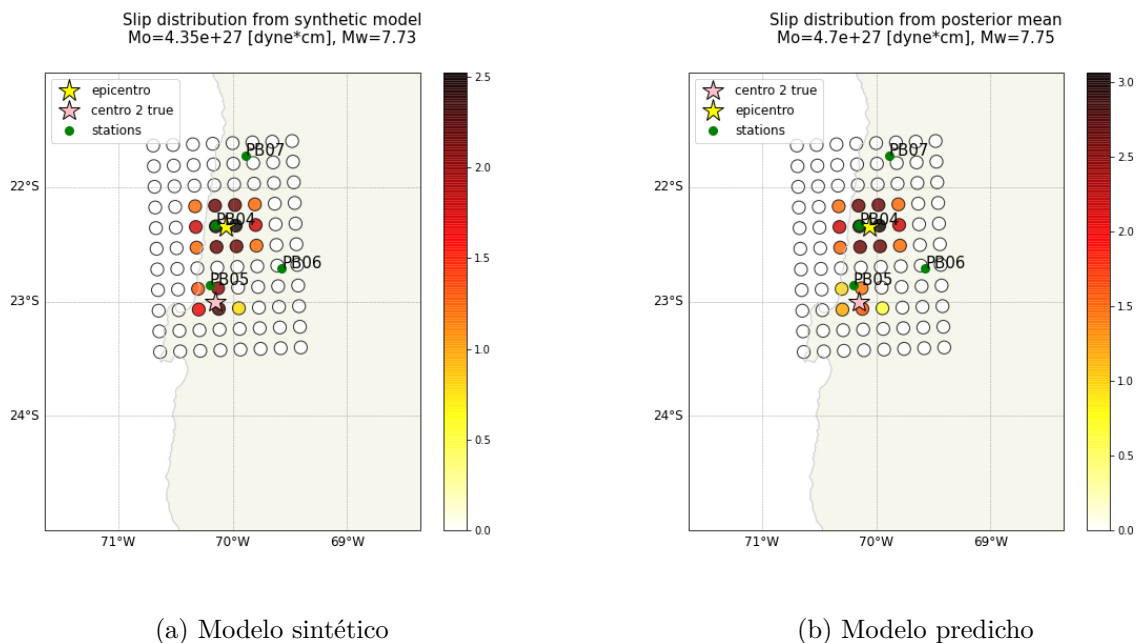 Slip distribution from synthetic model
Mo=4.35e+27 [dyne*cm], Mw=7.73
epicentro
centro 2 true
stations
PB07
22°S
PB04
PB06
PB05
23°S
24°S
71°W
70°W
69°W
2.5
2.0
1.5
1.0
0.5
0.0
(a) Modelo sintético
Slip distribution from posterior mean
Mo=4.7e+27 [dyne*cm], Mw=7.75
centro 2 true
epicentro
stations
PB07
22°S
PB04
PB06
PB05
23°S
24°S
71°W
70°W
69°W
3.0
2.5
2.0
1.5
1.0
0.5
0.0
(b) Modelo predicho